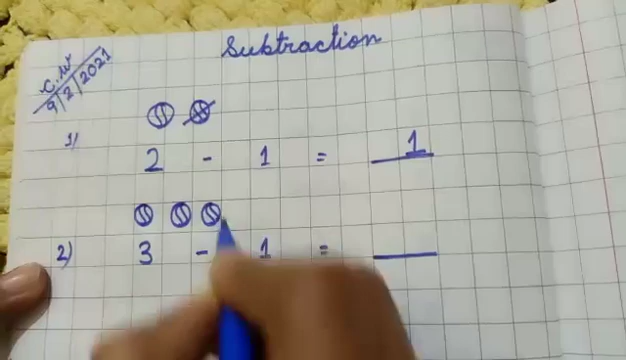 Subtraction
C.W
9/2/2021
1) 2 - 1 = 1
2) 3 - 1 =